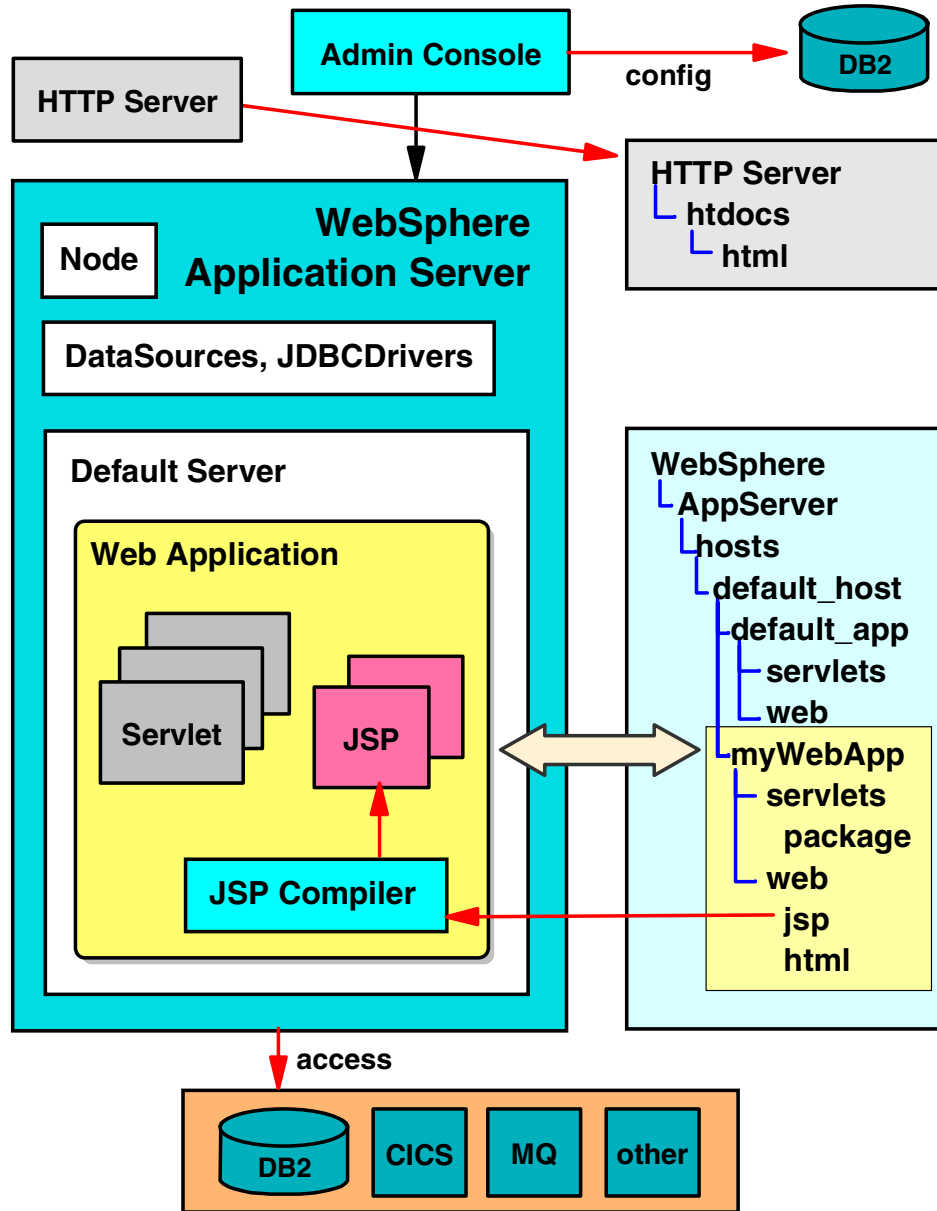 Admin Console
config
DB2
HTTP Server
HTTP Server
htdocs
html
WebSphere
Application Server
Node
DataSources, JDBCDrivers
Default Server
Web Application
Servlet
JSP
JSP Compiler
WebSphere
AppServer
hosts
default_host
default_app
servlets
web
myWebApp
servlets
package
web
jsp
html
access
DB2
CICS
MQ
other